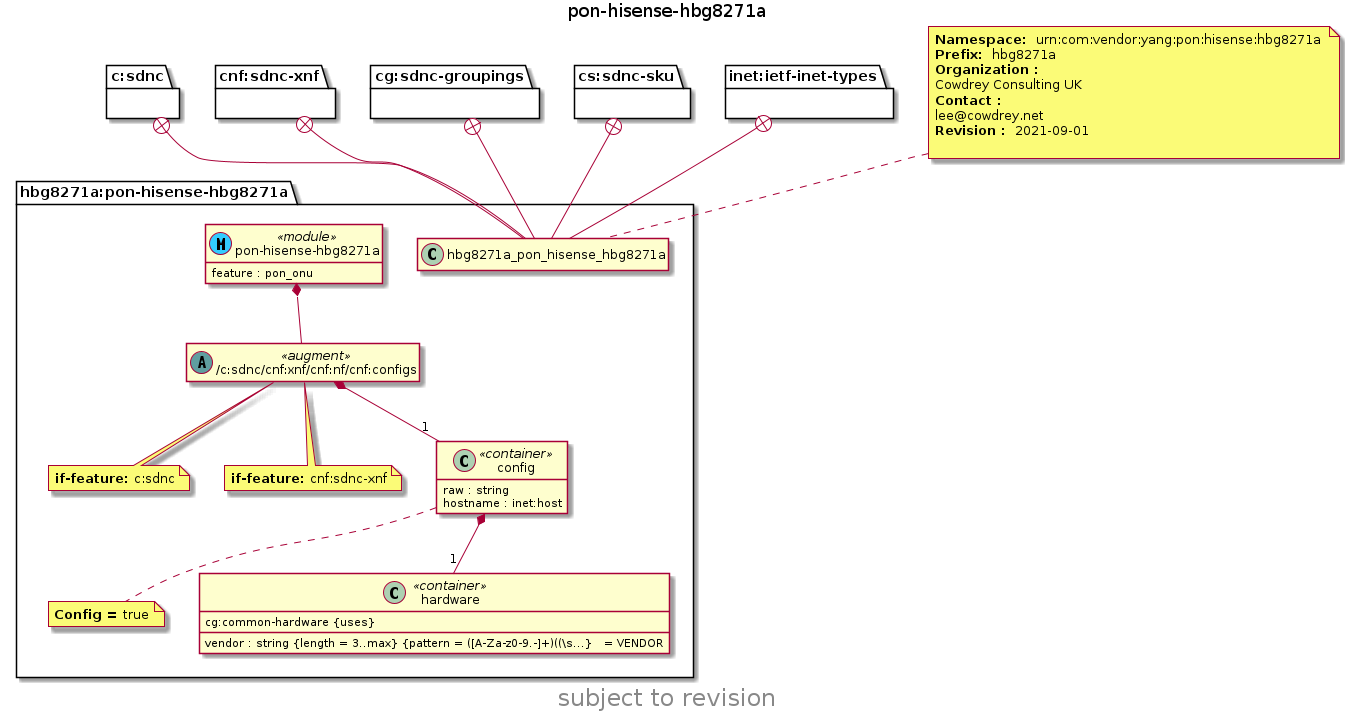 pon-hisense-hbg8271a
Namespace: urn:com:vendor:yang:pon:hisense:hbg8271a
Prefix: hbg8271a
Organization :
Cowdrey Consulting UK
Contact :
lee@cowdrey.net
Revision : 2021-09-01
c:sdnc
cnf:sdnc-xnf
cg:sdnc-groupings
cs:sdnc-sku
inet:ietf-inet-types
hbg8271a:pon-hisense-hbg8271a
M
«module»
pon-hisense-hbg8271a
feature : pon_onu
C
hbg8271a_pon_hisense_hbg8271a
A
«augment»
/c:sdnc/cnf:xnf/cnf:nf/cnf:configs
1
if-feature: c:sdnc
if-feature: cnf:sdnc-xnf
C
«container»
config
raw : string
hostname : inet:host
1
Config = true
C
«container»
hardware
cg:common-hardware {uses}
vendor : string {length = 3..max} {pattern = ([A-Za-z0-9.-]+)((\s...} = VENDOR
subject to revision